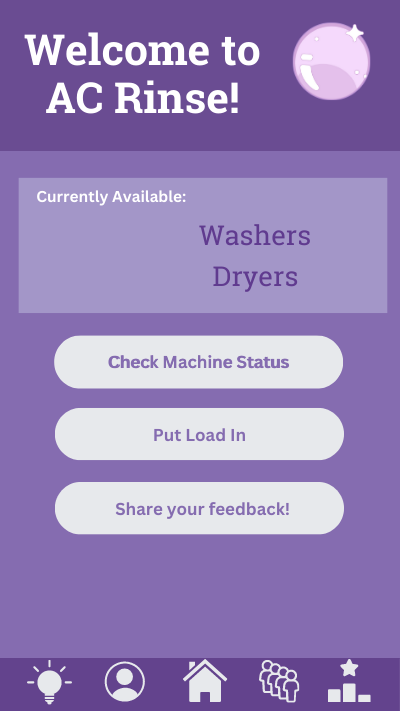 Welcome to
AC Rinse!
Currently Available:
Washers
Dryers
Check Machine Status
Put Load In
Share your feedback!